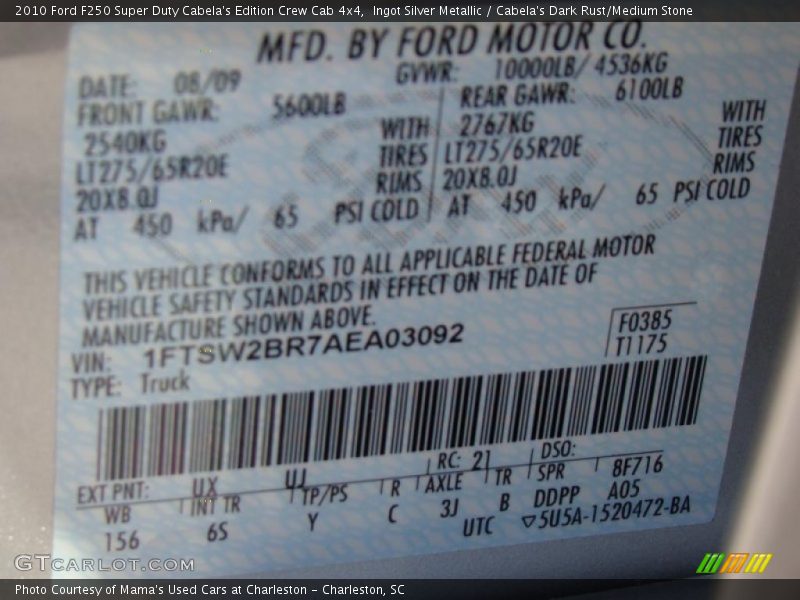 2010 Ford F250 Super Duty Cabela's Edition Crew Cab 4x4,  Ingot Silver Metallic / Cabela's Dark Rust/Medium Stone
MFD. BY FORD MOTOR CO.
DATE: 08/09 GVWR: 10000LB/ 4536KG
FRONT GAWR: 5600LB REAR GAWR: 6100LB
2540KG WITH 2767KG WITH
LT275/65R20E TIRES LT275/65R20E TIRES
20X8.0J RIMS 20X8.0J RIMS
AT 450 kPa/ 65 PSI COLD AT 450 kPa/ 65 PSI COLD
THIS VEHICLE CONFORMS TO ALL APPLICABLE FEDERAL MOTOR
VEHICLE SAFETY STANDARDS IN EFFECT ON THE DATE OF
MANUFACTURE SHOWN ABOVE.
VIN: 1FTSW2BR7AEA03092 F0385
TYPE: Truck T1175
EXT PNT: UX UJ RC: 21 DSO:
WB INT TR TP/PS R AXLE TR SPR 8F716
156 6S Y C 3J B DDPP A05
UTC ▽5U5A-1520472-BA
GTCARLOT.COM
Photo Courtesy of Mama's Used Cars at Charleston – Charleston, SC